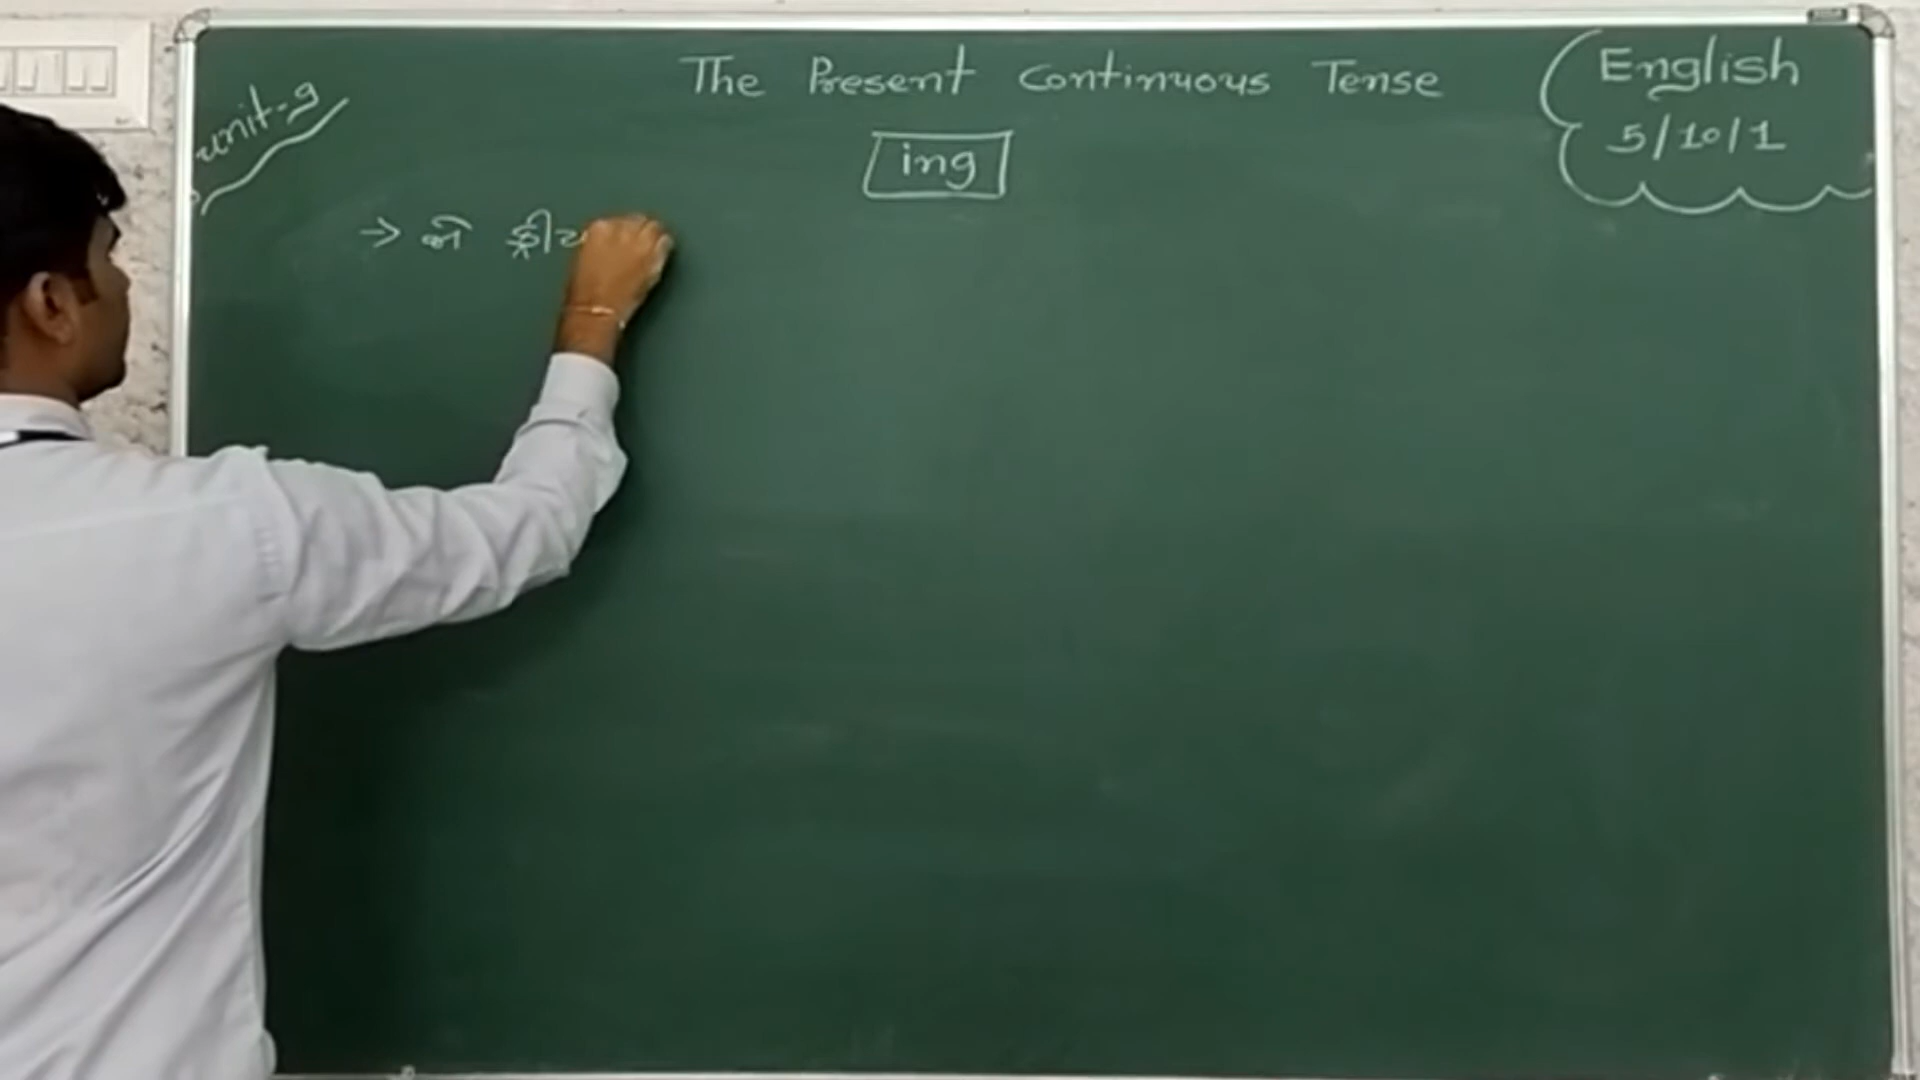 unit-9
The Present Continuous Tense
English
5/10/1
ing
→ જો